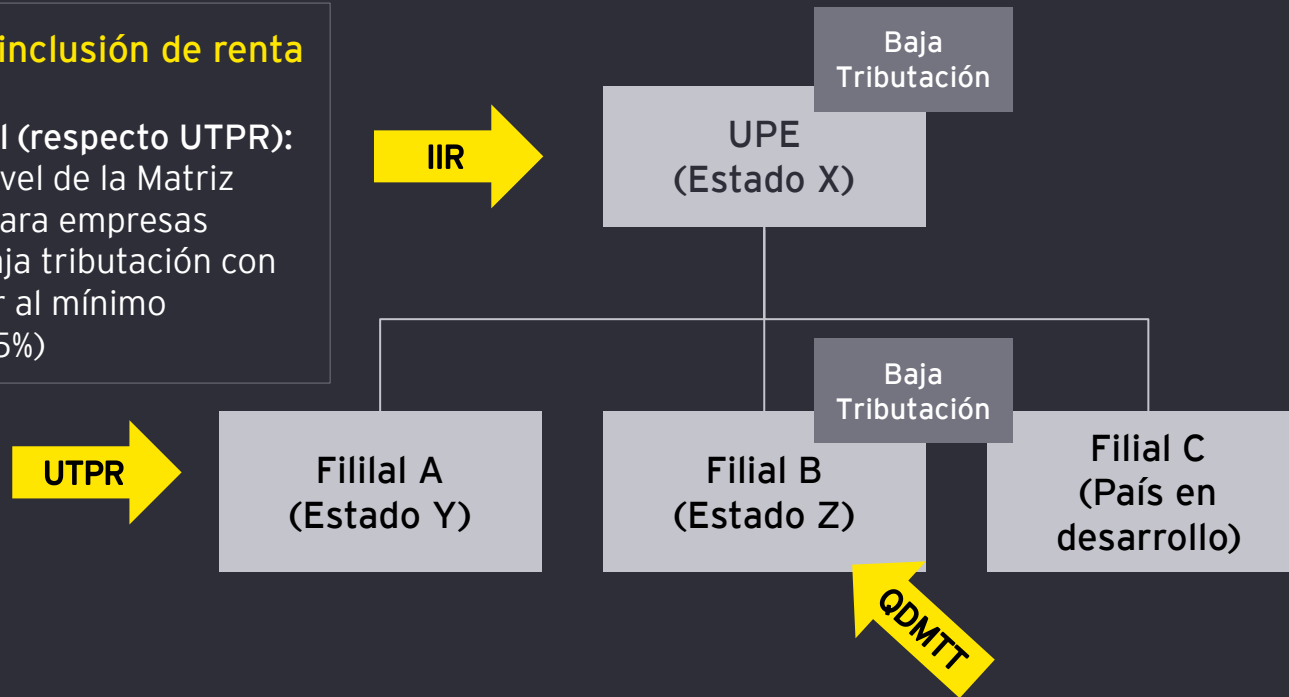 inclusión de renta
l (respecto UTPR):
vel de la Matriz
para empresas
ja tributación con
r al mínimo
5%)
IIR
Baja
Tributación
UPE
(Estado X)
UTPR
Fililal A
(Estado Y)
Baja
Tributación
Filial B
(Estado Z)
Filial C
(País en
desarrollo)
QDMTT